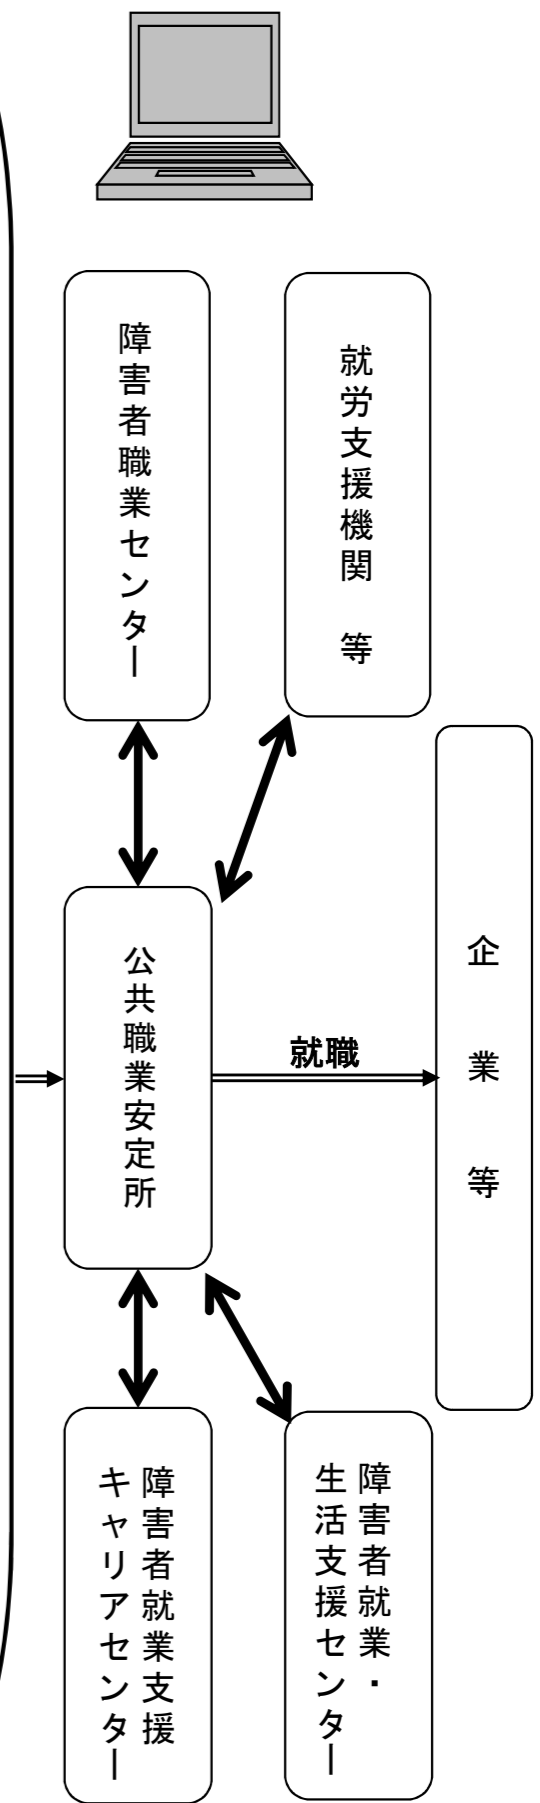 障害者職業センター
就労支援機関　等
公共職業安定所
就職
企　業　等
障害者就業支援
キャリアセンター
障害者就業・
生活支援センター